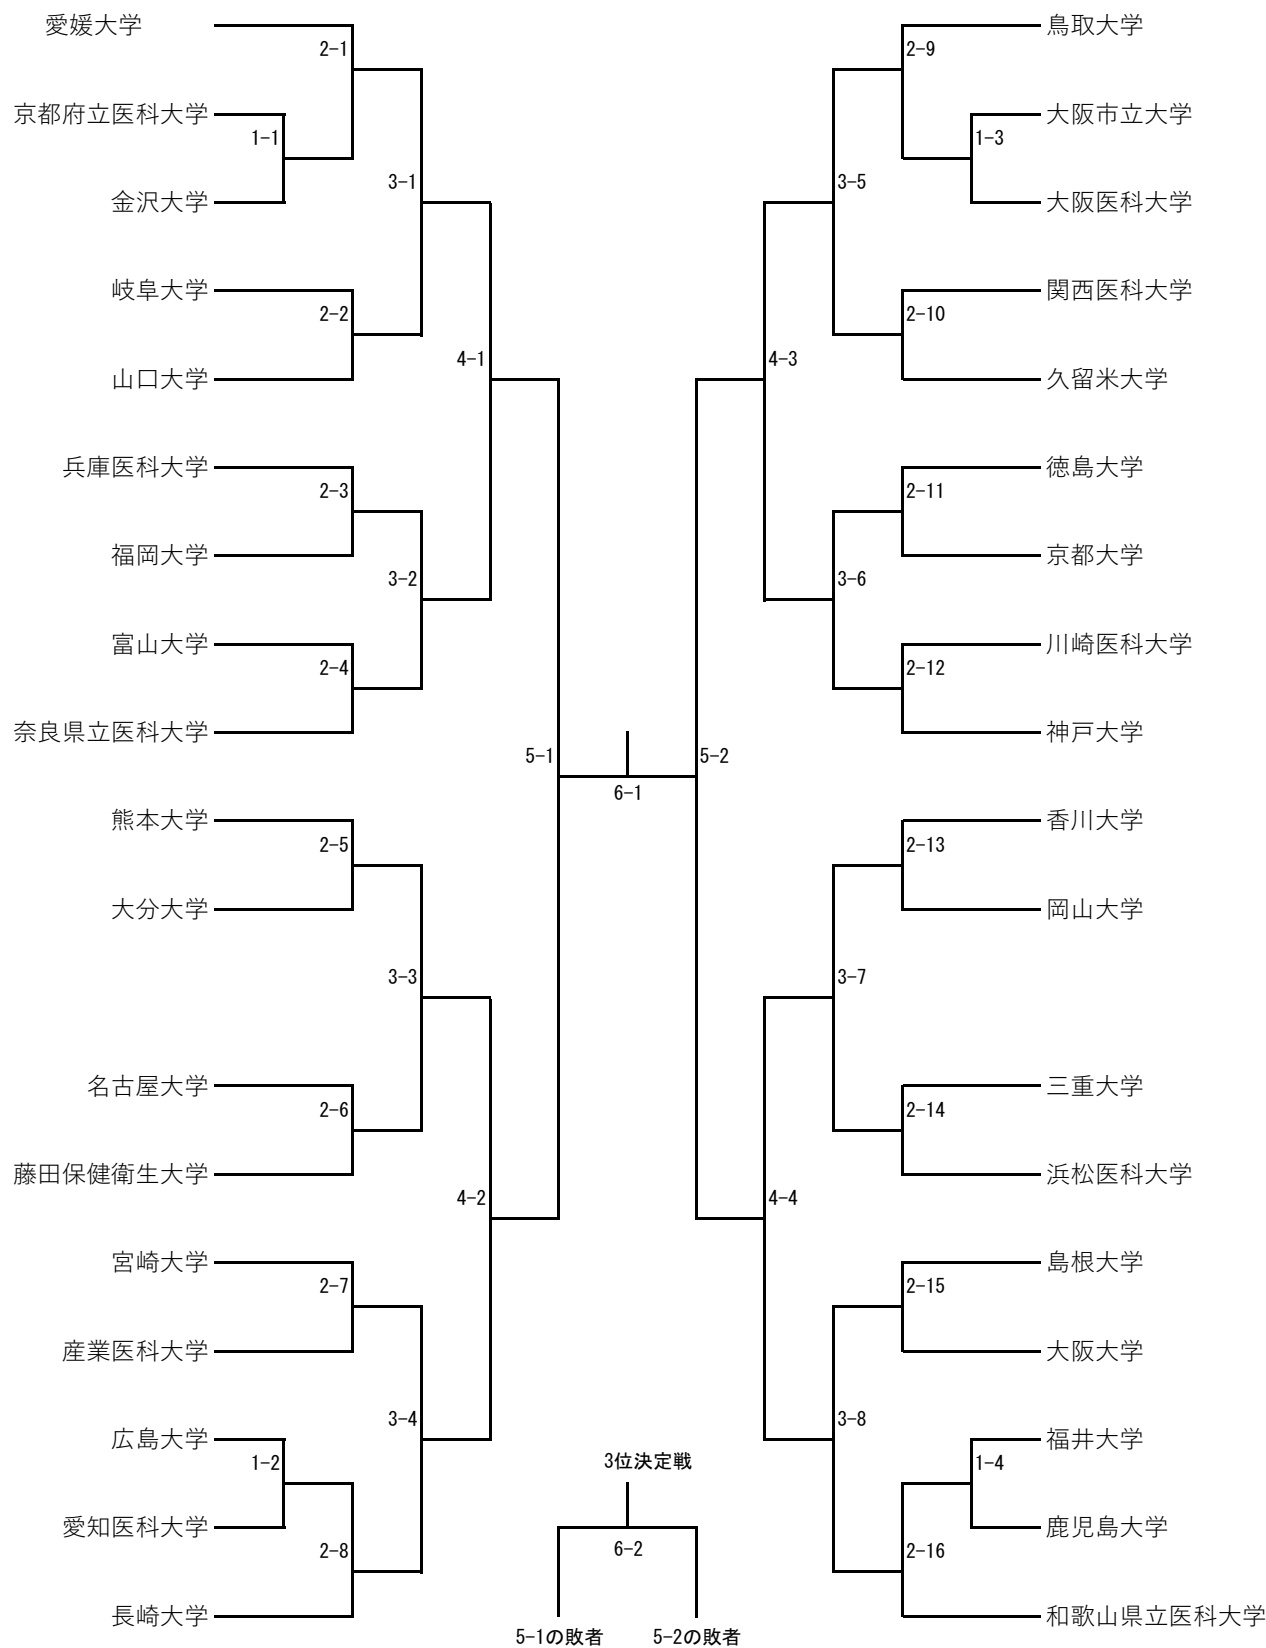 愛媛大学
2-1
京都府立医科大学
1-1
金沢大学
3-1
岐阜大学
2-2
山口大学
4-1
兵庫医科大学
2-3
福岡大学
3-2
富山大学
2-4
奈良県立医科大学
5-1
熊本大学
2-5
大分大学
3-3
名古屋大学
2-6
藤田保健衛生大学
4-2
宮崎大学
2-7
産業医科大学
3-4
広島大学
1-2
愛知医科大学
2-8
長崎大学
6-1
3位決定戦
6-2
5-1の敗者
5-2の敗者
鳥取大学
2-9
大阪市立大学
1-3
大阪医科大学
3-5
関西医科大学
2-10
久留米大学
4-3
徳島大学
2-11
京都大学
3-6
川崎医科大学
2-12
神戸大学
5-2
香川大学
2-13
岡山大学
3-7
三重大学
2-14
浜松医科大学
4-4
島根大学
2-15
大阪大学
3-8
福井大学
1-4
鹿児島大学
2-16
和歌山県立医科大学